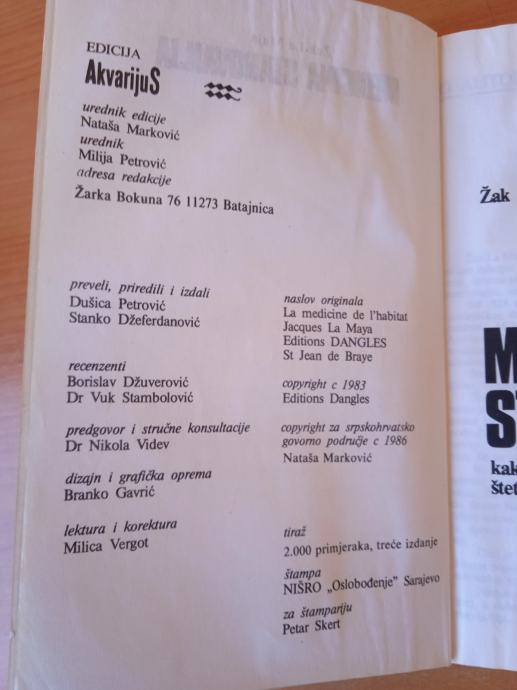 EDICIJA
AkvarijuS
urednik edicije
Nataša Marković
urednik
Milija Petrović
adresa redakcije
Žarka Bokuna 76 11273 Batajnica
preveli, priredili i izdali
Dušica Petrović
Stanko Džeferdanović
recenzenti
Borislav Džuverović
Dr Vuk Stambolović
predgovor i stručne konsultacije
Dr Nikola Videv
dizajn i grafička oprema
Branko Gavrić
lektura i korektura
Milica Vergot
naslov originala
La medicine de l'habitat
Jacques La Maya
Editions DANGLES
St Jean de Braye
copyright c 1983
Editions Dangles
copyright za srpskohrvatsko
govorno područje c 1986
Nataša Marković
tiraž
2.000 primjeraka, treće izdanje
štampa
NIŠRO „Oslobođenje" Sarajevo
za štampariju
Petar Skert
Žak
M
S
kak
štet